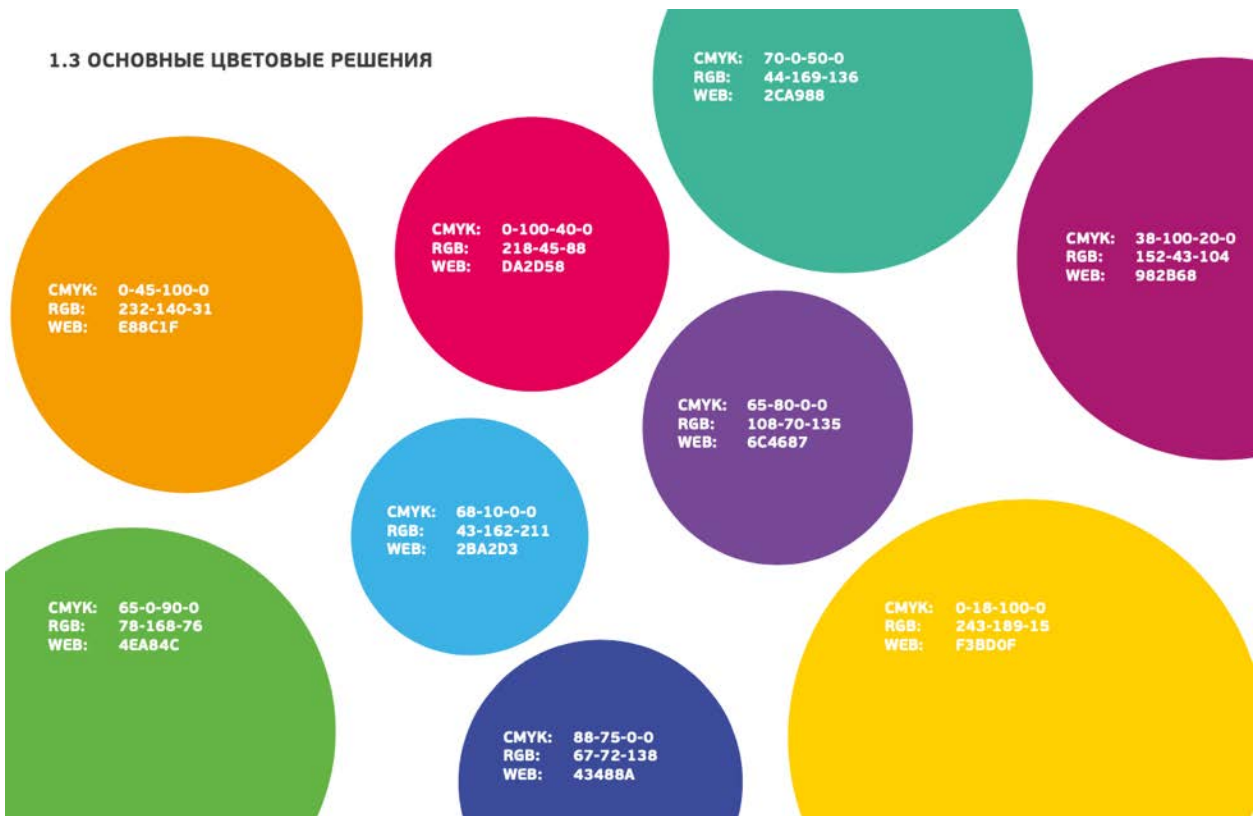 1.3 ОСНОВНЫЕ ЦВЕТОВЫЕ РЕШЕНИЯ
CMYK: 70-0-50-0
RGB: 44-169-136
WEB: 2CA988
CMYK: 0-100-40-0
RGB: 218-45-88
WEB: DA2D58
CMYK: 38-100-20-0
RGB: 152-43-104
WEB: 982B68
CMYK: 0-45-100-0
RGB: 232-140-31
WEB: E88C1F
CMYK: 65-80-0-0
RGB: 108-70-135
WEB: 6C4687
CMYK: 68-10-0-0
RGB: 43-162-211
WEB: 2BA2D3
CMYK: 65-0-90-0
RGB: 78-168-76
WEB: 4EA84C
CMYK: 0-18-100-0
RGB: 243-189-15
WEB: F3BD0F
CMYK: 88-75-0-0
RGB: 67-72-138
WEB: 43488A